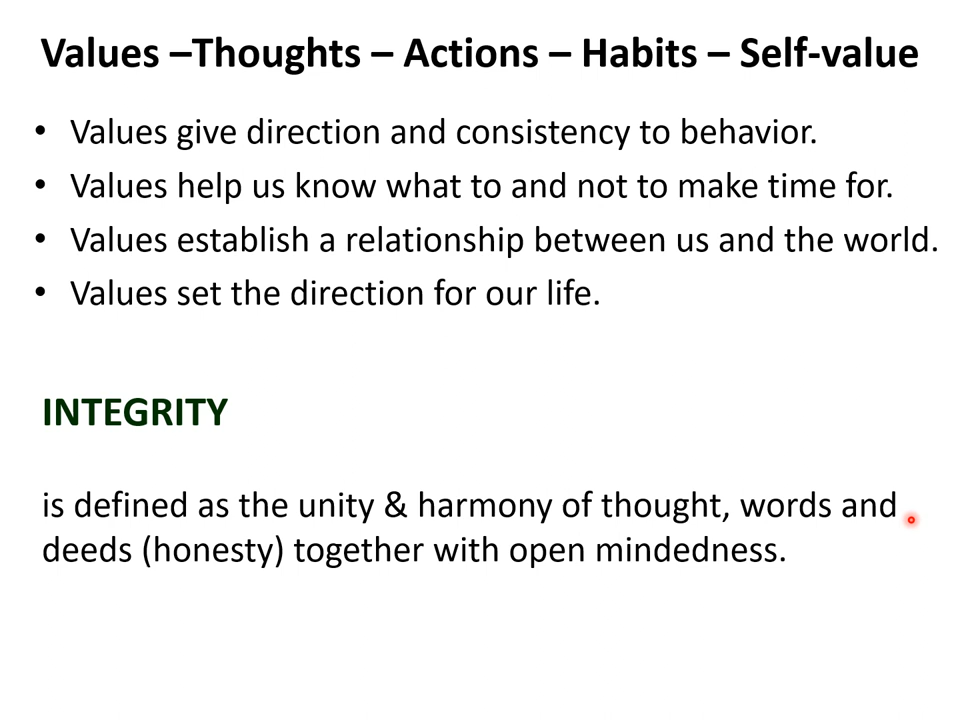 Values –Thoughts – Actions – Habits – Self-value
• Values give direction and consistency to behavior.
• Values help us know what to and not to make time for.
• Values establish a relationship between us and the world.
• Values set the direction for our life.
INTEGRITY
is defined as the unity & harmony of thought, words and
deeds (honesty) together with open mindedness.